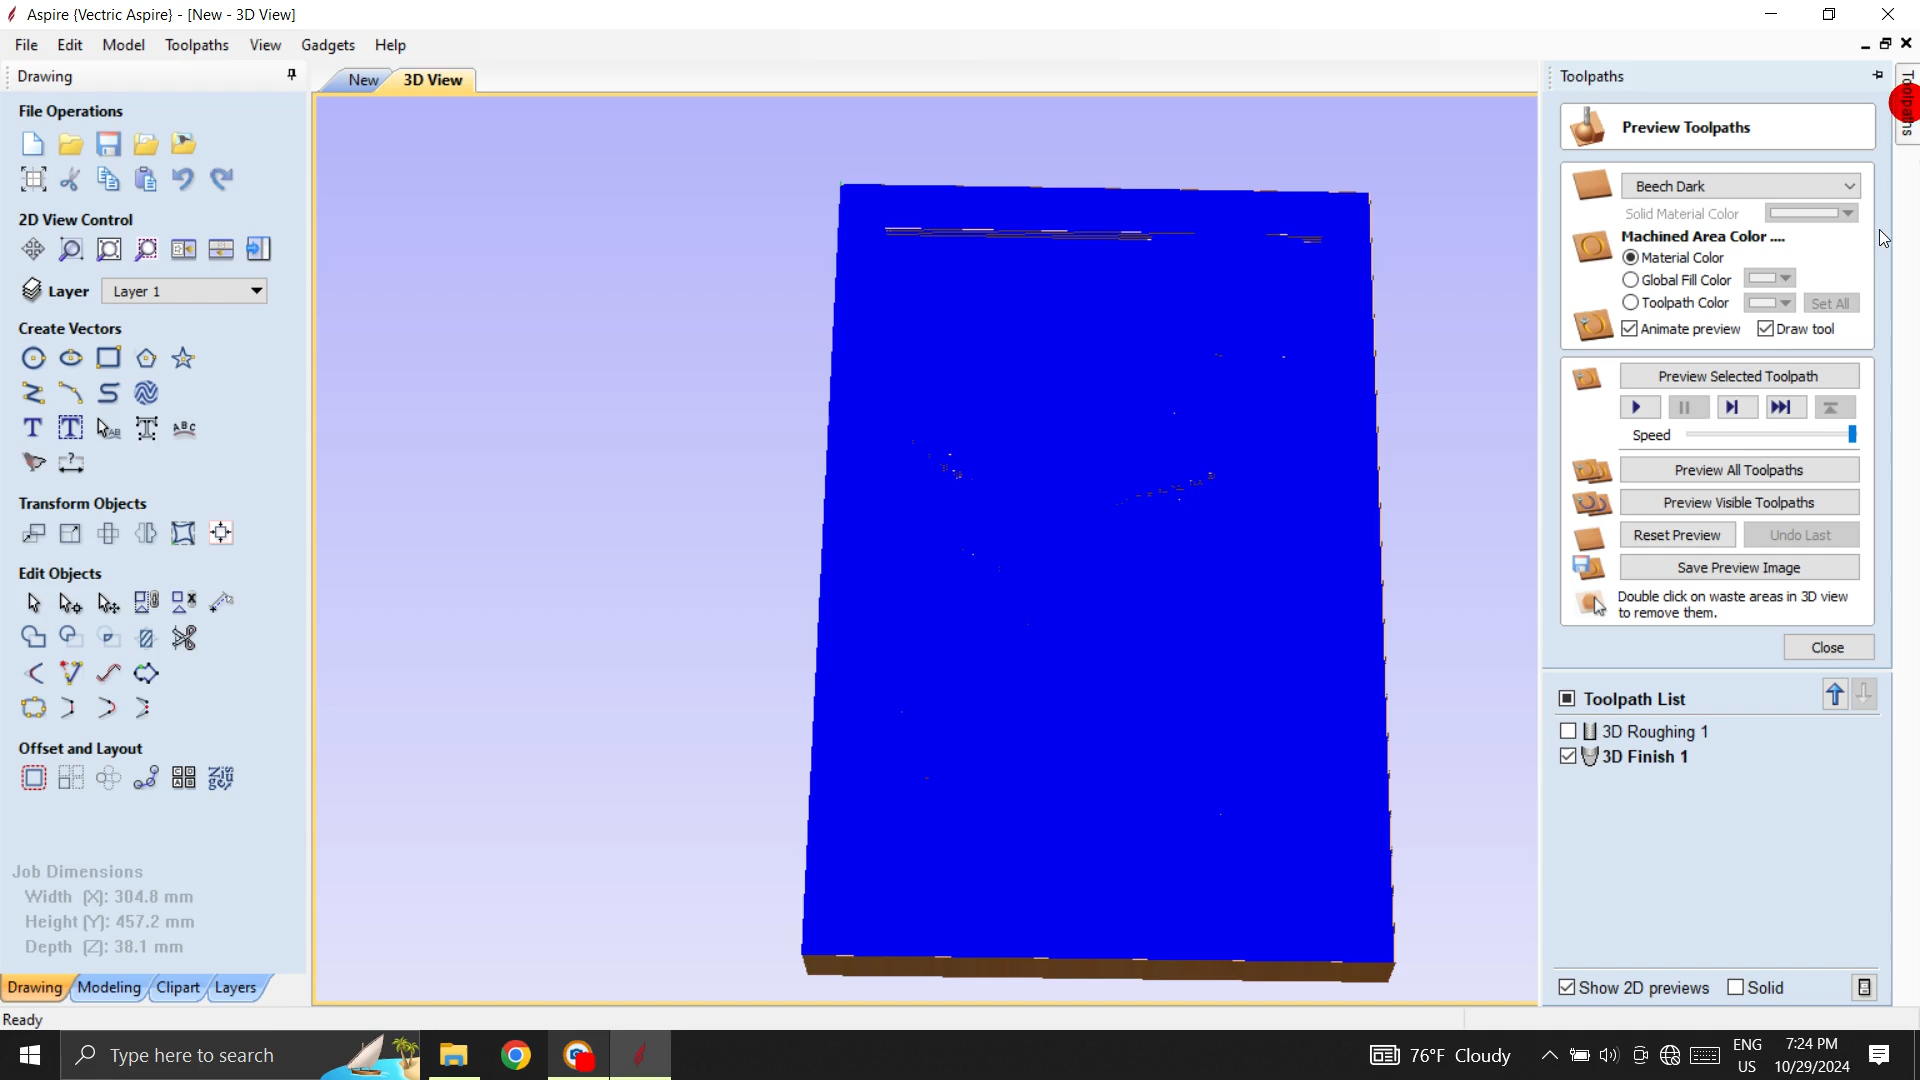 Aspire {Vectric Aspire} - [New - 3D View]
File Edit Model Toolpaths View Gadgets Help
Drawing
File Operations
2D View Control
Layer Layer 1
Create Vectors
Transform Objects
Edit Objects
Offset and Layout
Job Dimensions
Width (X): 304.8 mm
Height (Y): 457.2 mm
Depth (Z): 38.1 mm
Drawing Modeling Clipart Layers
Ready
New 3D View
Toolpaths
Toolpaths
Preview Toolpaths
Beech Dark
Solid Material Color
Machined Area Color ....
Material Color
Global Fill Color
Toolpath Color Set All
Animate preview Draw tool
Preview Selected Toolpath
Speed
Preview All Toolpaths
Preview Visible Toolpaths
Reset Preview Undo Last
Save Preview Image
Double click on waste areas in 3D view
to remove them.
Close
Toolpath List
3D Roughing 1
3D Finish 1
Show 2D previews Solid
Type here to search
76°F Cloudy
ENG
US
7:24 PM
10/29/2024